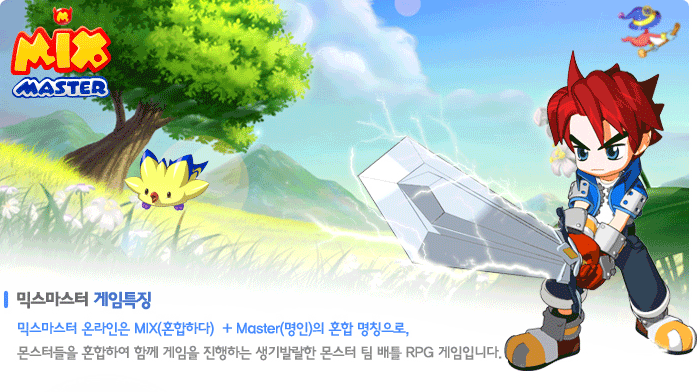 MIX
MASTER
믹스마스터 게임특징
믹스마스터 온라인은 MIX(혼합하다) + Master(명인)의 혼합 명칭으로,
몬스터들을 혼합하여 함께 게임을 진행하는 생기발랄한 몬스터 팀 배틀 RPG 게임입니다.